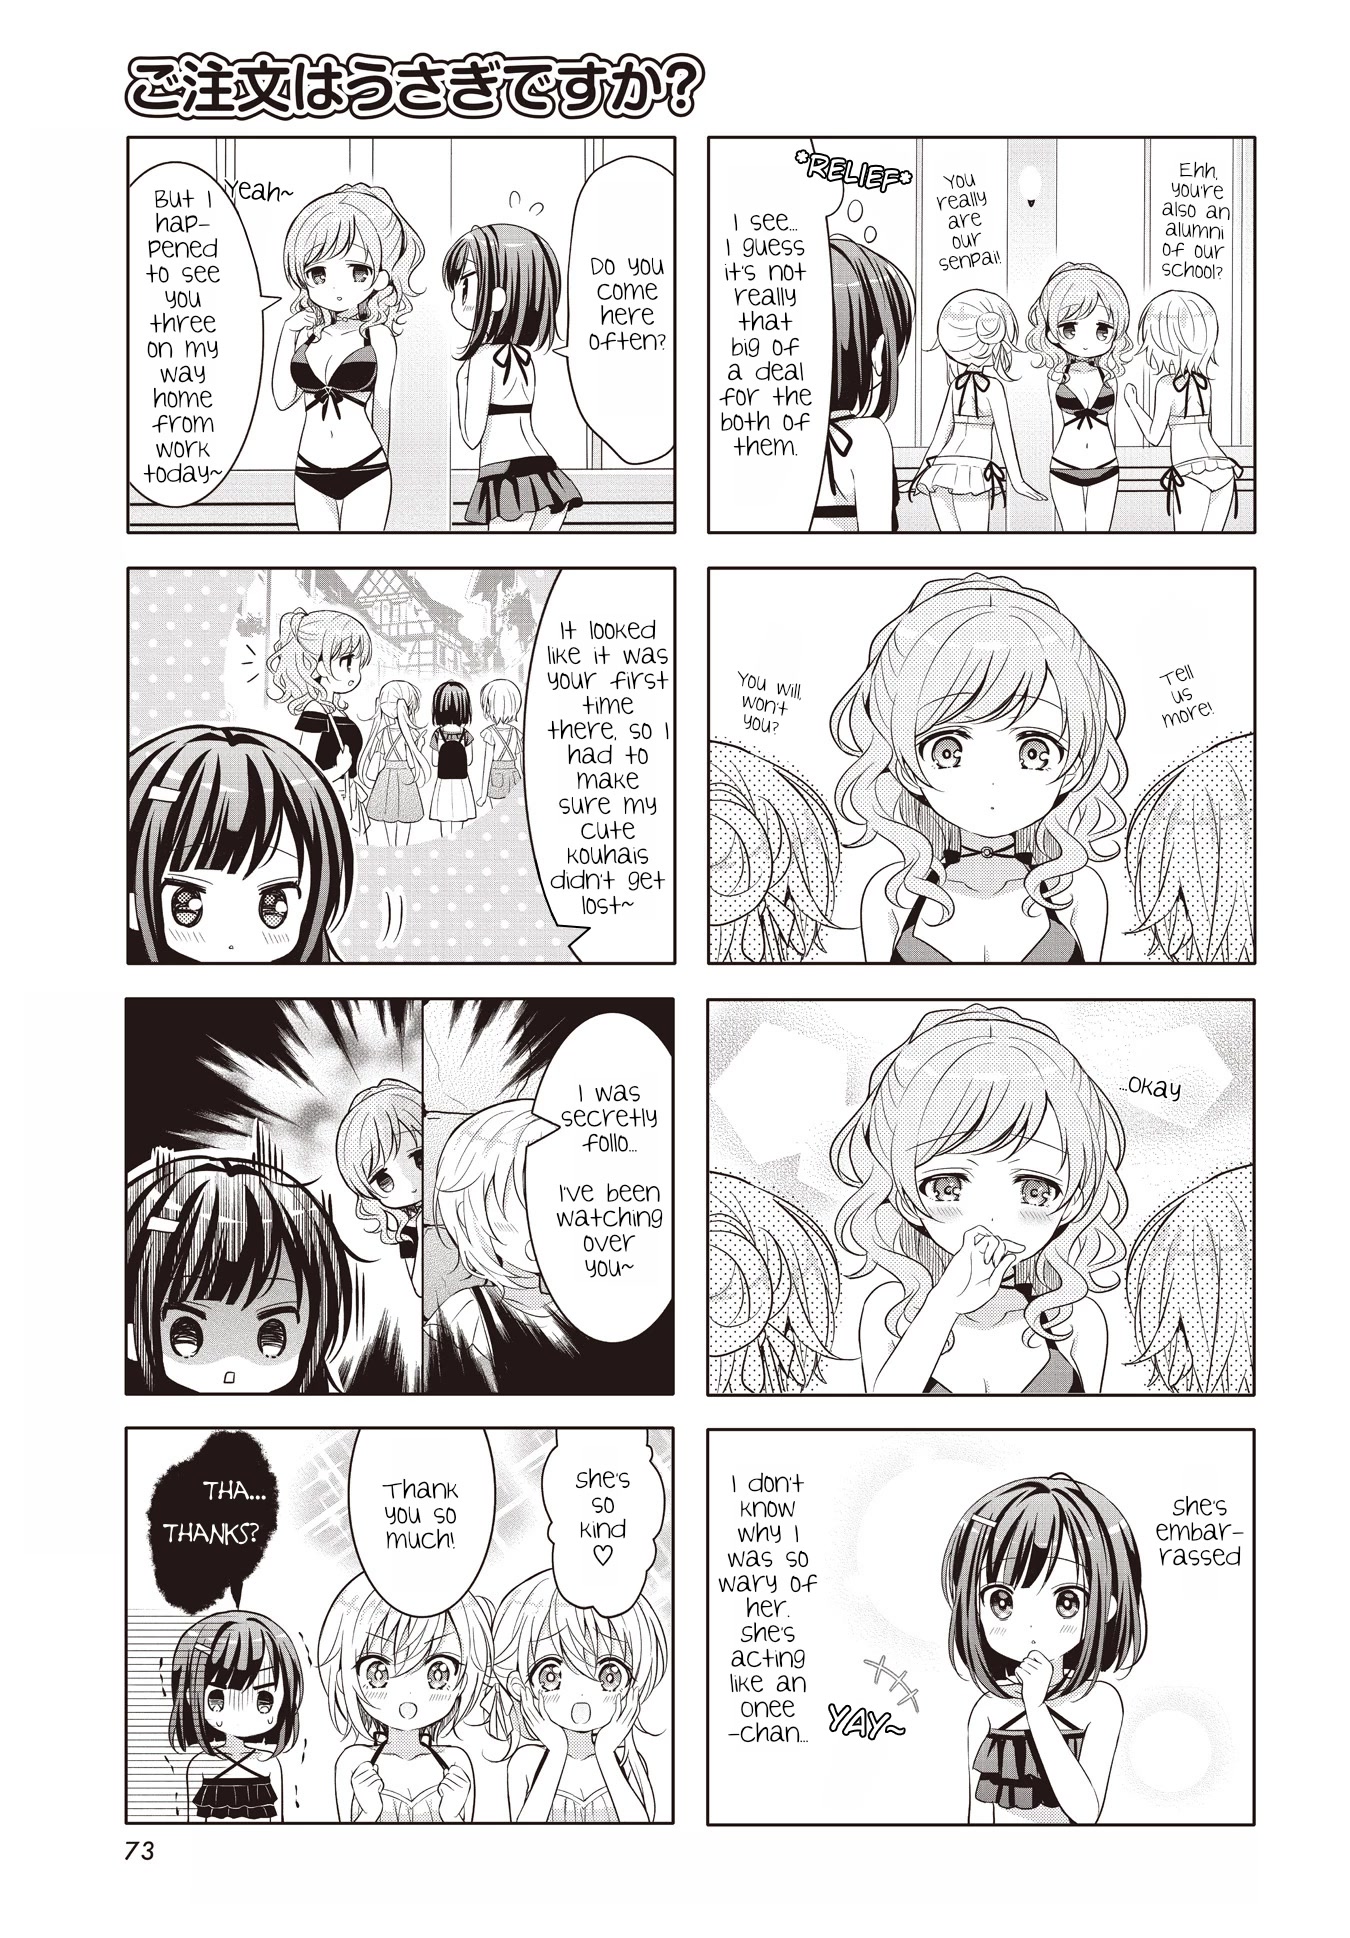 ご注文はうさぎですか?
Ehh,
you're
also an
alumni
of our
school?
You
really
are
our
senpai!
*RELIEF*
I see...
I guess
it's not
really
that
big of
a deal
for the
both of
them.
Tell
us
more!
You will,
won't
you?
...Okay
She's
embar-
rassed
I don't
know
why I
was so
wary of
her.
She's
acting
like an
onee
-chan...
YAY~
Do you
come
here
often?
Yeah~
But I
hap-
pened
to see
you
three
on my
way
home
from
work
today~
It looked
like it was
your first
time
there, so I
had to
make
sure my
cute
kouhais
didn't get
lost~
I was
secretly
follo...
I've been
watching
over
you~
She's
so
kind
♡
Thank
you so
much!
THA...
THANKS?
73